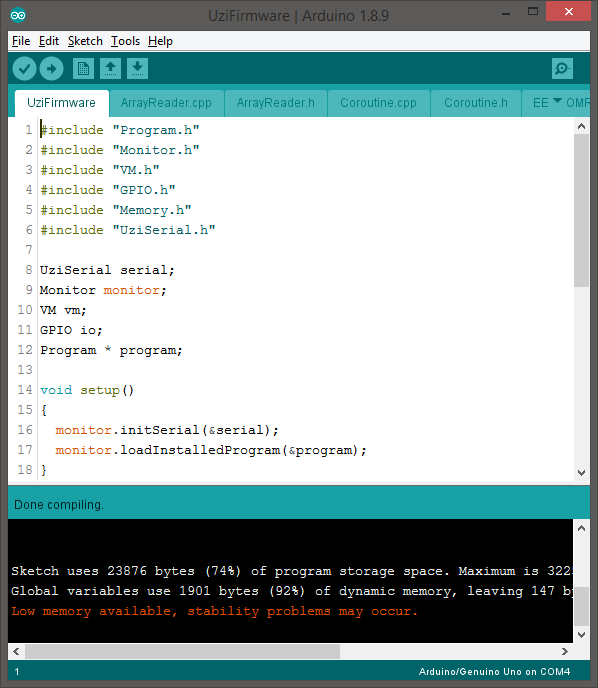 UziFirmware | Arduino 1.8.9
File Edit Sketch Tools Help
UziFirmware ArrayReader.cpp ArrayReader.h Coroutine.cpp Coroutine.h EE OMR
1 #include "Program.h"
2 #include "Monitor.h"
3 #include "VM.h"
4 #include "GPIO.h"
5 #include "Memory.h"
6 #include "UziSerial.h"
7
8 UziSerial serial;
9 Monitor monitor;
10 VM vm;
11 GPIO io;
12 Program * program;
13
14 void setup()
15 {
16 monitor.initSerial(&serial);
17 monitor.loadInstalledProgram(&program);
18 }
Done compiling.
Sketch uses 23876 bytes (74%) of program storage space. Maximum is 322
Global variables use 1901 bytes (92%) of dynamic memory, leaving 147 by
Low memory available, stability problems may occur.
1 Arduino/Genuino Uno on COM4